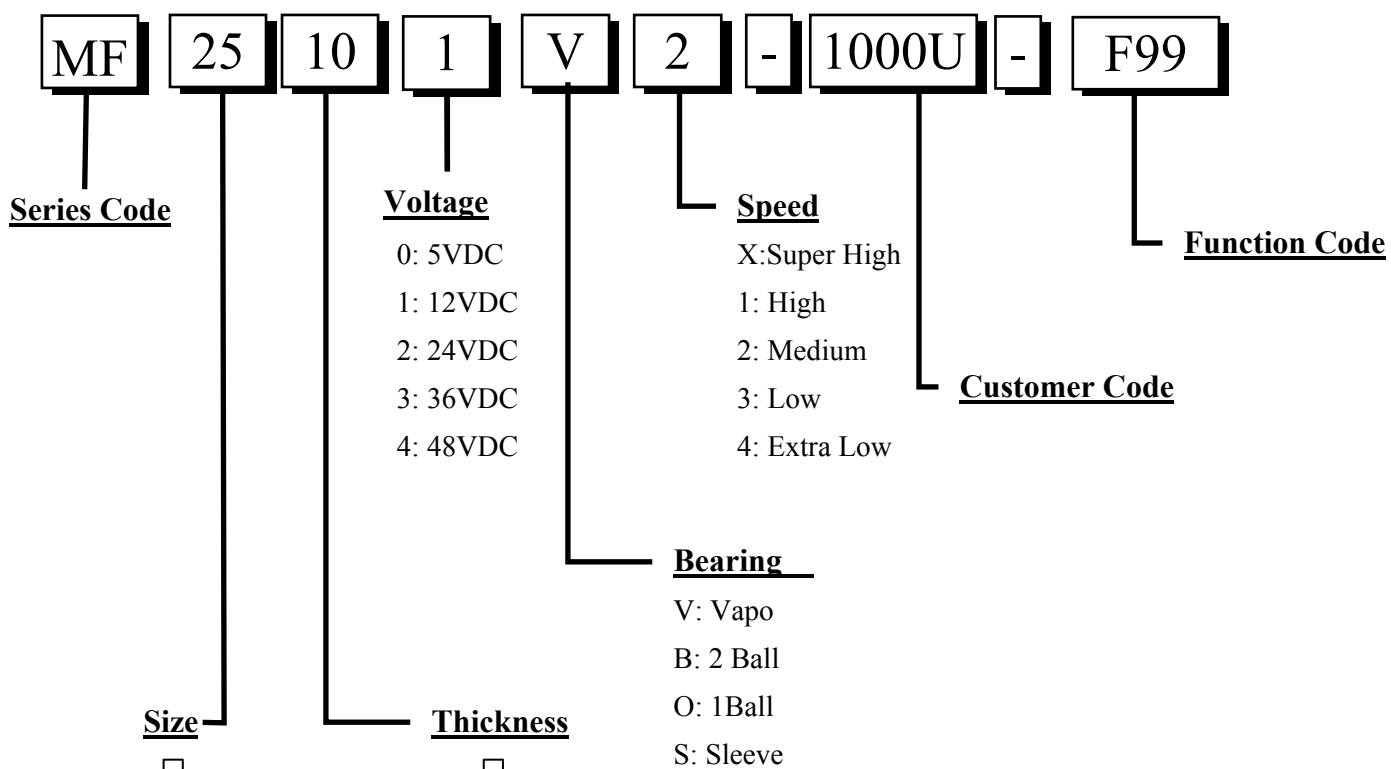 MF 25 10 1 V 2 - 1000U - F99
Series Code
Voltage
0: 5VDC
1: 12VDC
2: 24VDC
3: 36VDC
4: 48VDC
Speed
X:Super High
1: High
2: Medium
3: Low
4: Extra Low
Function Code
Customer Code
Bearing
V: Vapo
B: 2 Ball
O: 1Ball
S: Sleeve
Size
Thickness